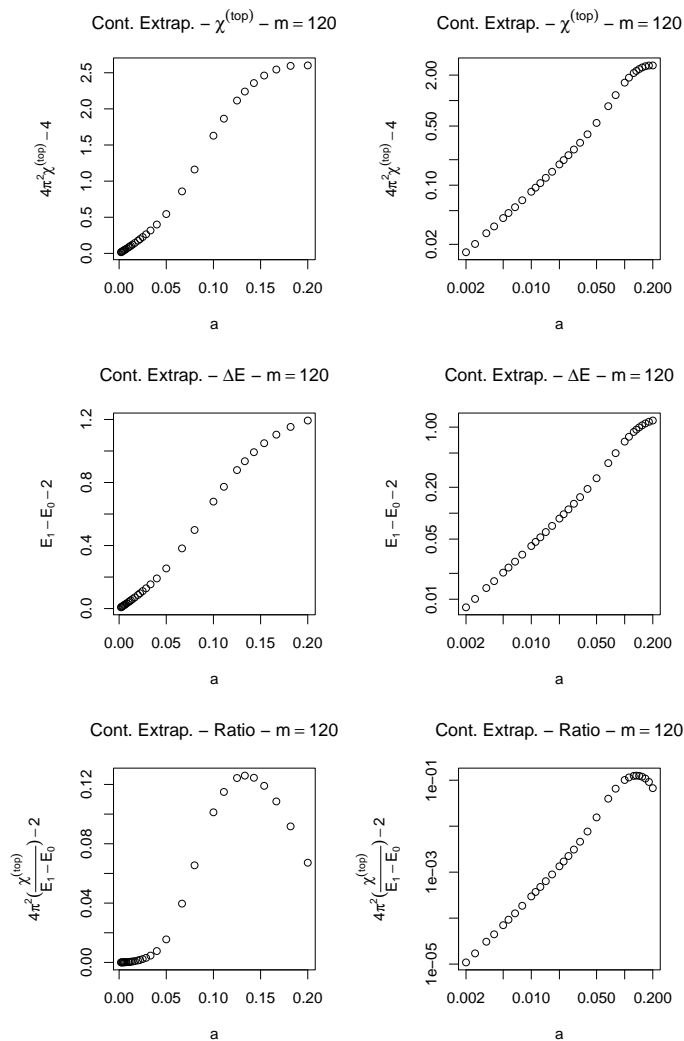 Cont. Extrap. − χ(top) − m = 120
4π2χ(top) − 4
0.0 0.5 1.0 1.5 2.0 2.5
0.00 0.05 0.10 0.15 0.20
a
Cont. Extrap. − χ(top) − m = 120
4π2χ(top) − 4
0.02 0.10 0.50 2.00
0.002 0.010 0.050 0.200
a
Cont. Extrap. − ΔE − m = 120
E1 − E0 − 2
0.0 0.4 0.8 1.2
0.00 0.05 0.10 0.15 0.20
a
Cont. Extrap. − ΔE − m = 120
E1 − E0 − 2
0.01 0.05 0.20 1.00
0.002 0.010 0.050 0.200
a
Cont. Extrap. − Ratio − m = 120
4π2(χ(top)/E1 − E0) − 2
0.00 0.04 0.08 0.12
0.00 0.05 0.10 0.15 0.20
a
Cont. Extrap. − Ratio − m = 120
4π2(χ(top)/E1 − E0) − 2
1e−05 1e−03 1e−01
0.002 0.010 0.050 0.200
a